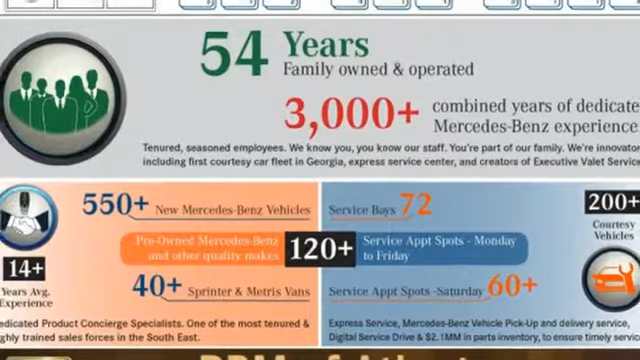 54 Years
Family owned & operated
3,000+ combined years of dedicate
Mercedes-Benz experience
Tenured, seasoned employees. We know you, you know our staff. You're part of our family. We're innovator
including first courtesy car fleet in Georgia, express service center, and creators of Executive Valet Service
550+ New Mercedes-Benz Vehicles
Service Bays 72
200+
Courtesy
Vehicles
Pre-Owned Mercedes-Benz
and other quality makes
120+
Service Appt Spots - Monday
to Friday
14+
Years Avg.
Experience
40+ Sprinter & Metris Vans
Service Appt Spots -Saturday 60+
edicated Product Concierge Specialists. One of the most tenured &
ghly trained sales forces in the South East.
Express Service, Mercedes-Benz Vehicle Pick-Up and delivery service,
Digital Service Drive & $2.1MM in parts inventory, to ensure timely servic